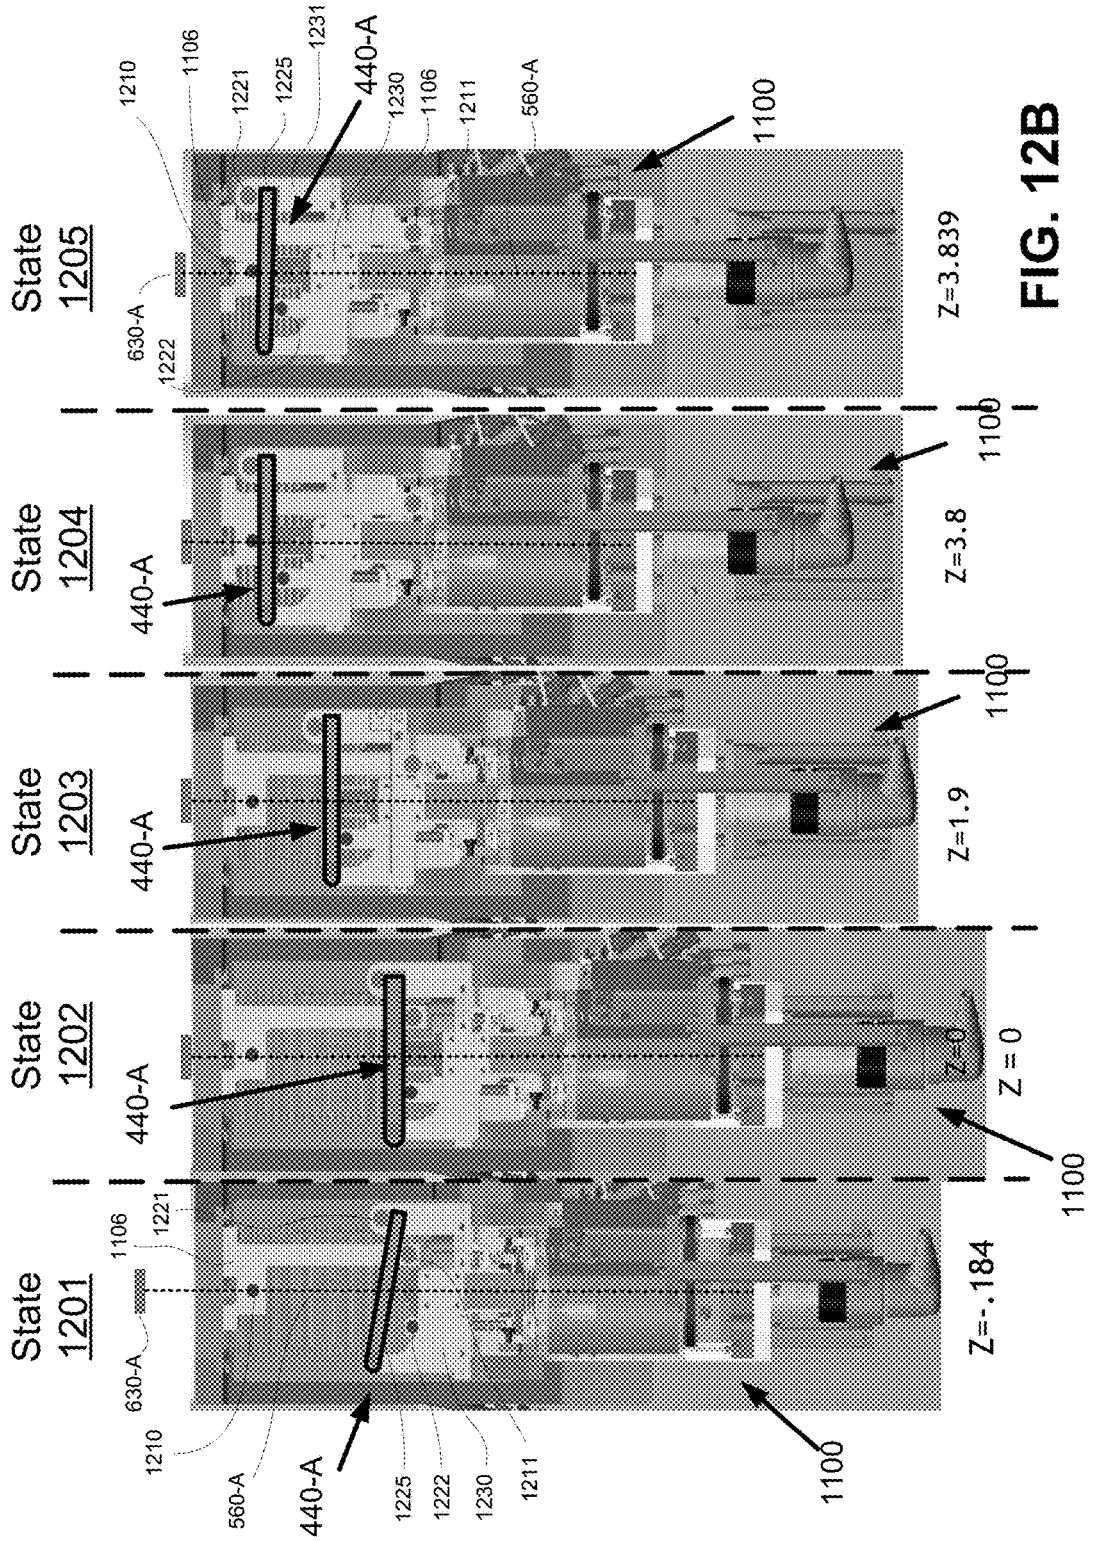 State
1201
State
1202
State
1203
State
1204
State
1205
630-A
1106
1221
1210
560-A
440-A
1225
1222
1230
1211
1100
Z=-.184
440-A
Z=0
Z = 0
1100
440-A
1100
Z=1.9
440-A
1100
Z=3.8
630-A
1222
1210
1106
1221
1225
1231
440-A
1230
1106
1211
560-A
1100
Z=3.839
FIG. 12B